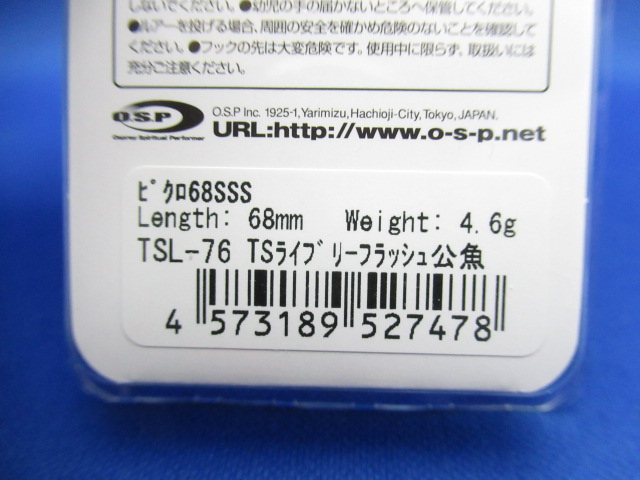 しないでください。●幼児の手の届かないところへ保管してください。
●ルアーを投げる場合、周囲の安全を確かめ危険のないことを確認して
ください。●フックの先は大変危険です。使用中に限らず、取扱いには
充分ご注意ください。
O.S.P
Osamu Spiritual Performer
O.S.P Inc. 1925-1,Yarimizu,Hachioji-City,Tokyo,JAPAN.
URL:http://www.o-s-p.net
ピクロ68SSS
Length: 68mm Weight: 4.6g
TSL-76 TSライブリーフラッシュ公魚
4 573189 527478